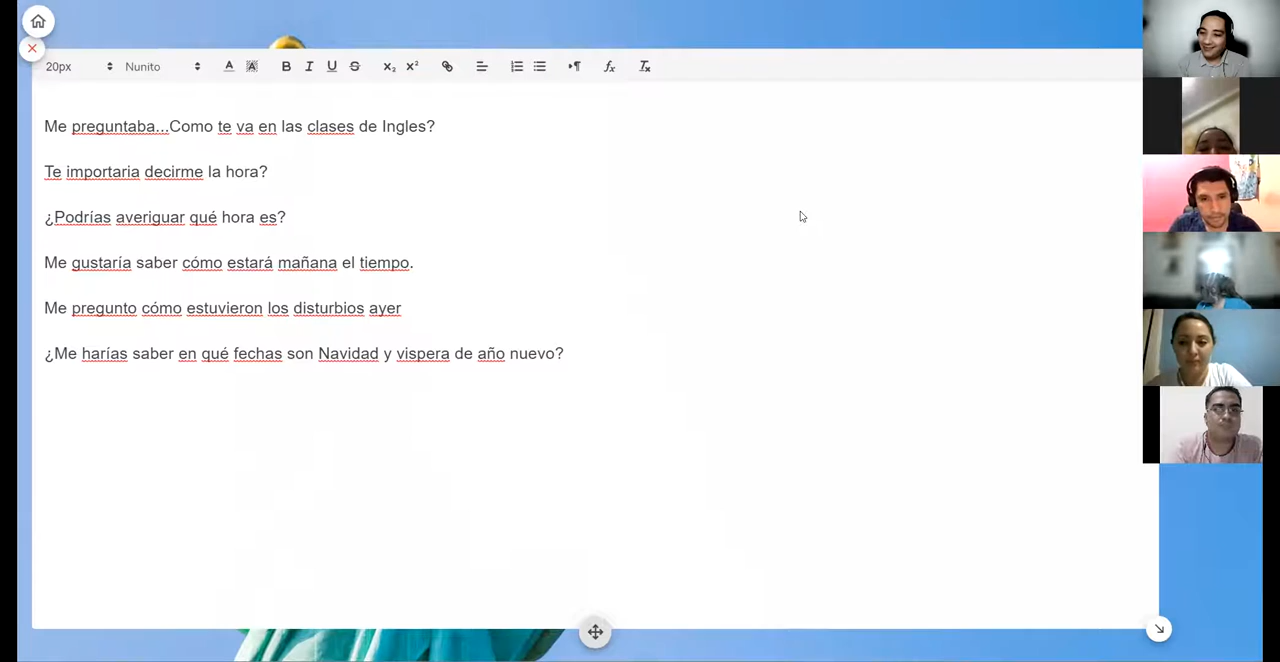 20px
Nunito
Me preguntaba...Como te va en las clases de Ingles?
Te importaria decirme la hora?
¿Podrías averiguar qué hora es?
Me gustaría saber cómo estará mañana el tiempo.
Me pregunto cómo estuvieron los disturbios ayer
¿Me harías saber en qué fechas son Navidad y vispera de año nuevo?